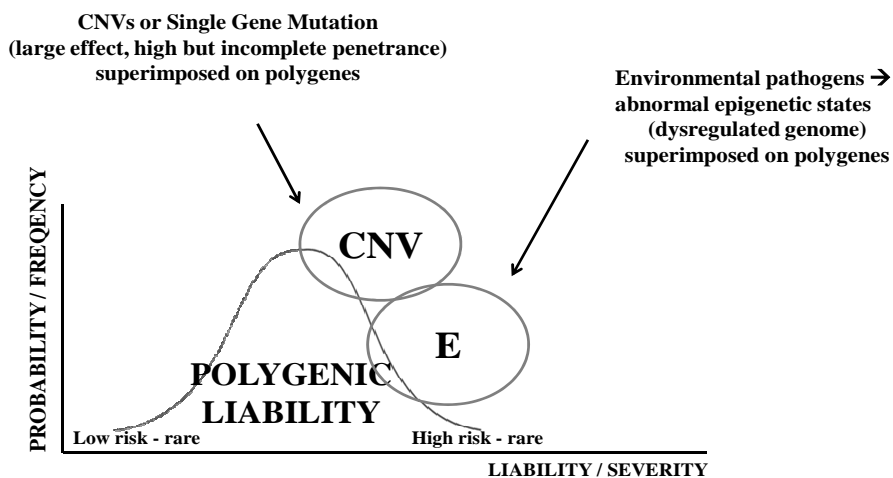 CNVs or Single Gene Mutation
(large effect, high but incomplete penetrance)
superimposed on polygenes
Environmental pathogens →
abnormal epigenetic states
(dysregulated genome)
superimposed on polygenes
PROBABILITY / FREQENCY
CNV
E
POLYGENIC
LIABILITY
Low risk - rare
High risk - rare
LIABILITY / SEVERITY